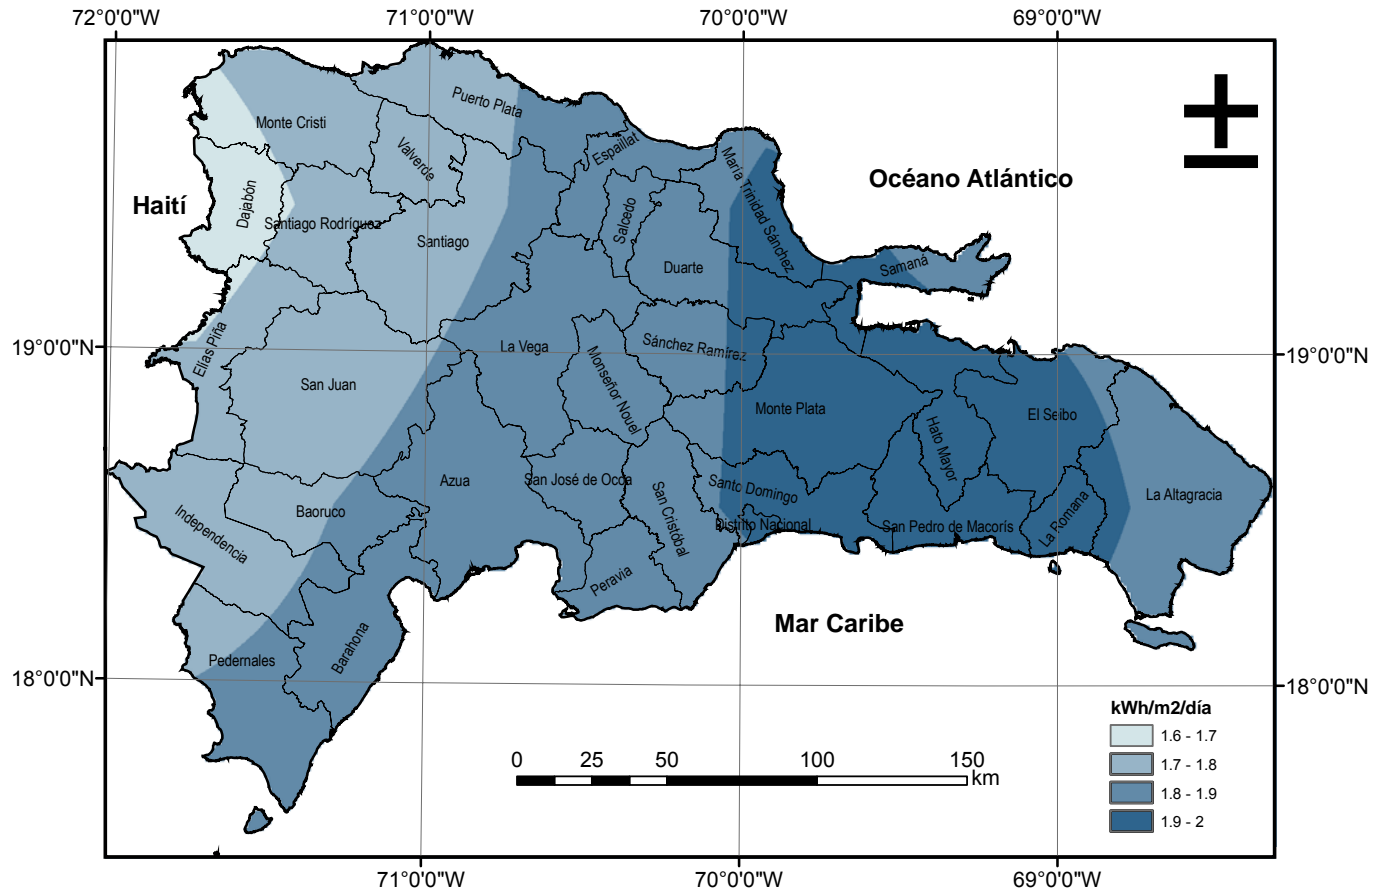 72°0'0"W 71°0'0"W 70°0'0"W 69°0'0"W
Puerto Plata
Monte Cristi
Valverde
Espaillat
María Trinidad Sánchez
Océano Atlántico
Haití
Dajabón
Santiago Rodríguez
Santiago
Salcedo
Duarte
Samaná
19°0'0"N
Elías Piña
La Vega
Sánchez Ramírez
19°0'0"N
San Juan
Monseñor Nouel
Monte Plata
El Seibo
Hato Mayor
Azua
San José de Ocoa
Santo Domingo
La Altagracia
Independencia
Baoruco
San Cristóbal
Distrito Nacional
San Pedro de Macorís
La Romana
Peravia
Mar Caribe
Pedernales
Barahona
18°0'0"N
18°0'0"N
kWh/m2/día
1.6 - 1.7
1.7 - 1.8
1.8 - 1.9
1.9 - 2
0 25 50 100 150
km
71°0'0"W 70°0'0"W 69°0'0"W